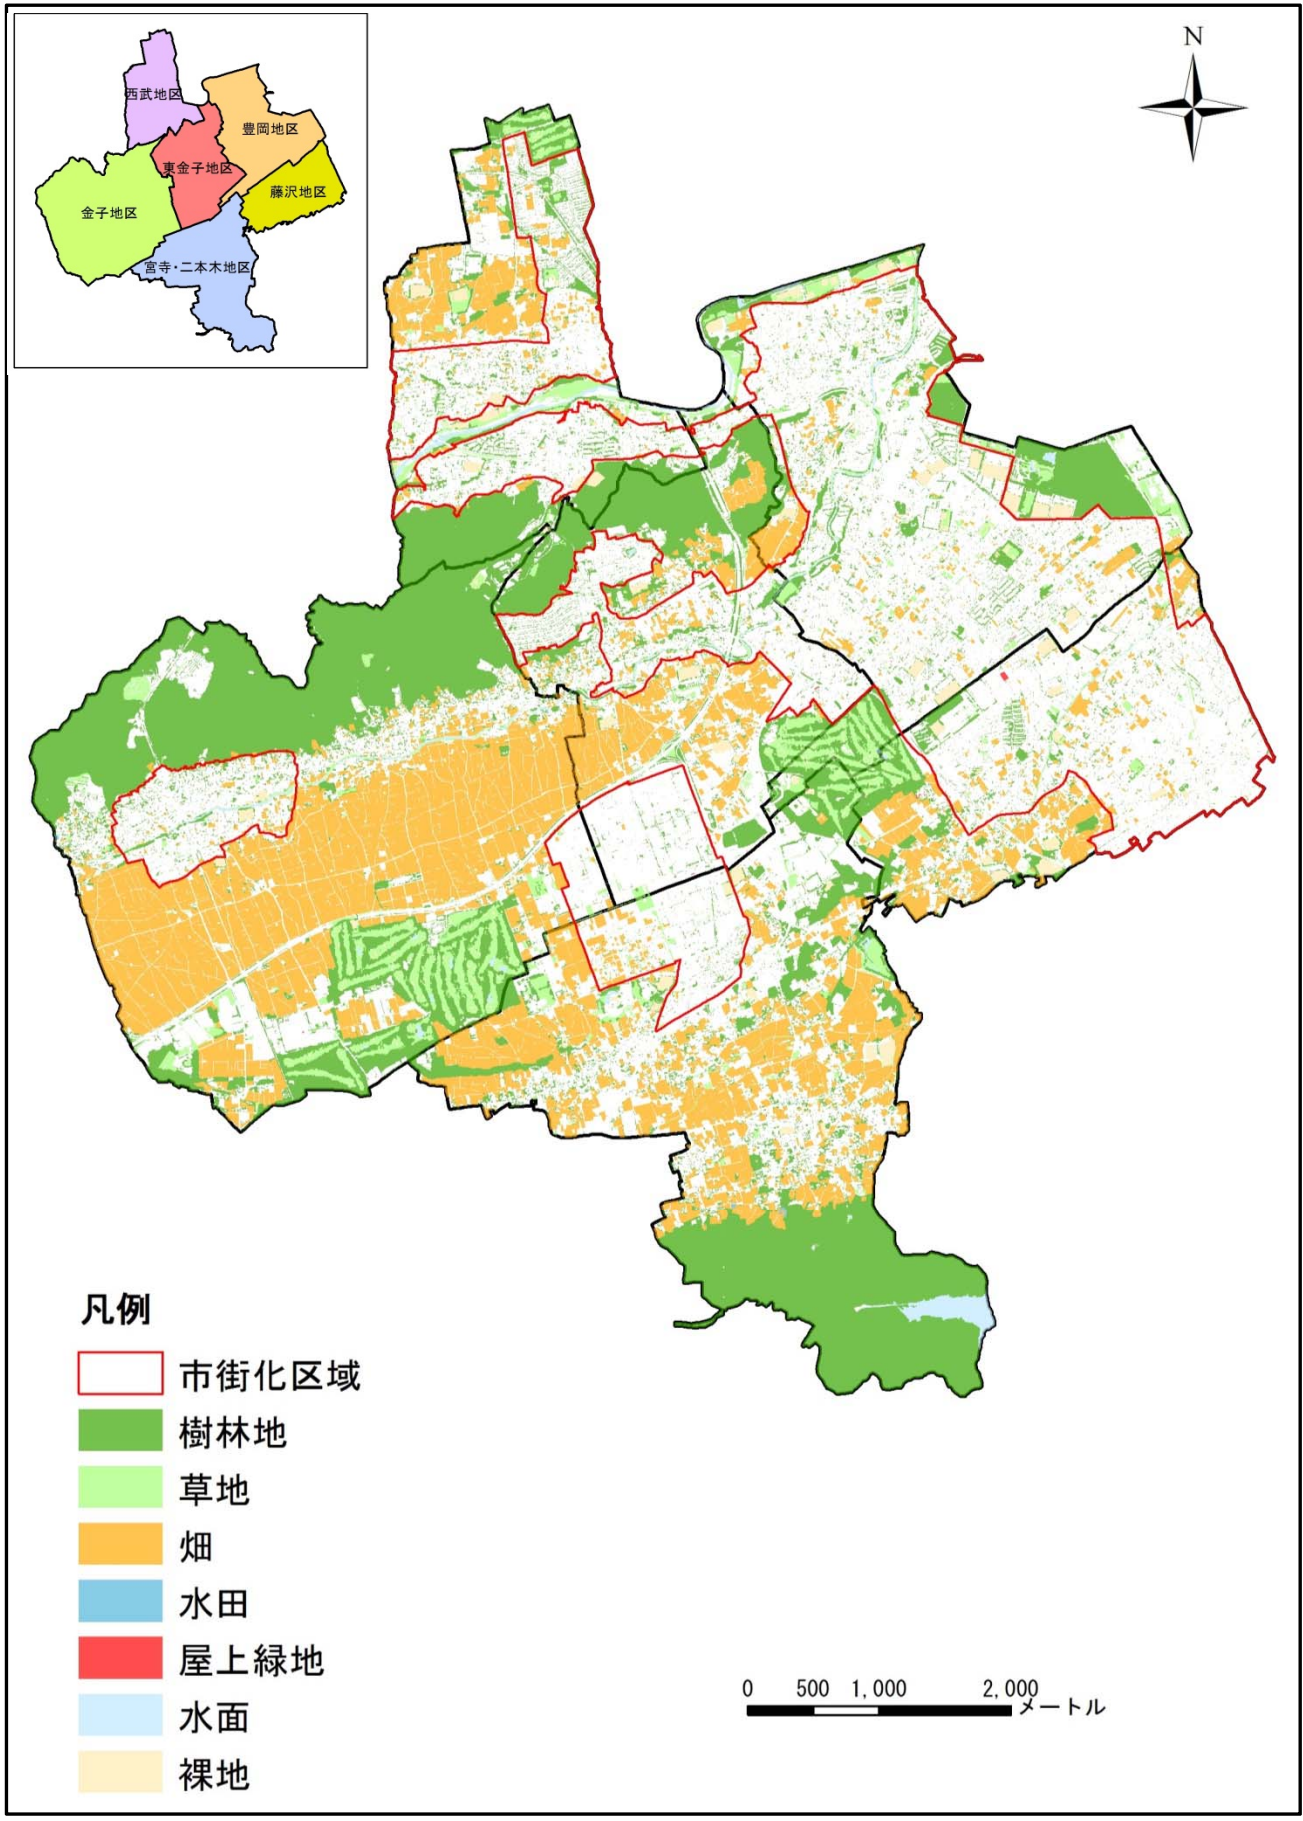 西武地区
豊岡地区
東金子地区
藤沢地区
金子地区
宮寺・二本木地区
N
凡例
市街化区域
樹林地
草地
畑
水田
屋上緑地
水面
裸地
0 500 1,000 2,000
メートル